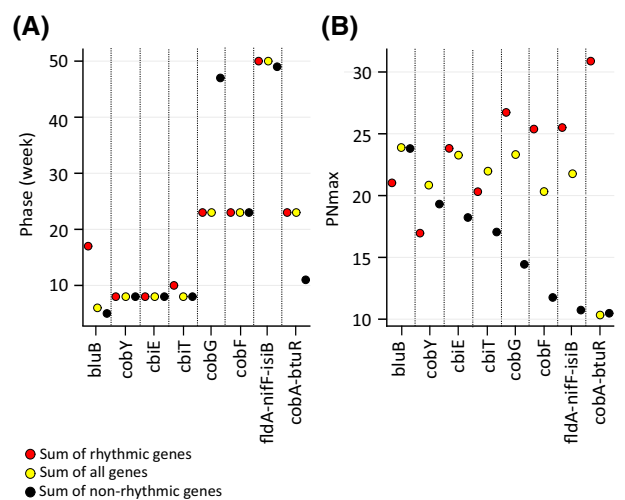 (A)
(B)
Phase (week)
50
40
30
20
10
bluB
cobY
cbiE
cbiT
cobG
cobF
fldA-nifF-isiB
cobA-btuR
PNmax
30
25
20
15
10
bluB
cobY
cbiE
cbiT
cobG
cobF
fldA-nifF-isiB
cobA-btuR
Sum of rhythmic genes
Sum of all genes
Sum of non-rhythmic genes